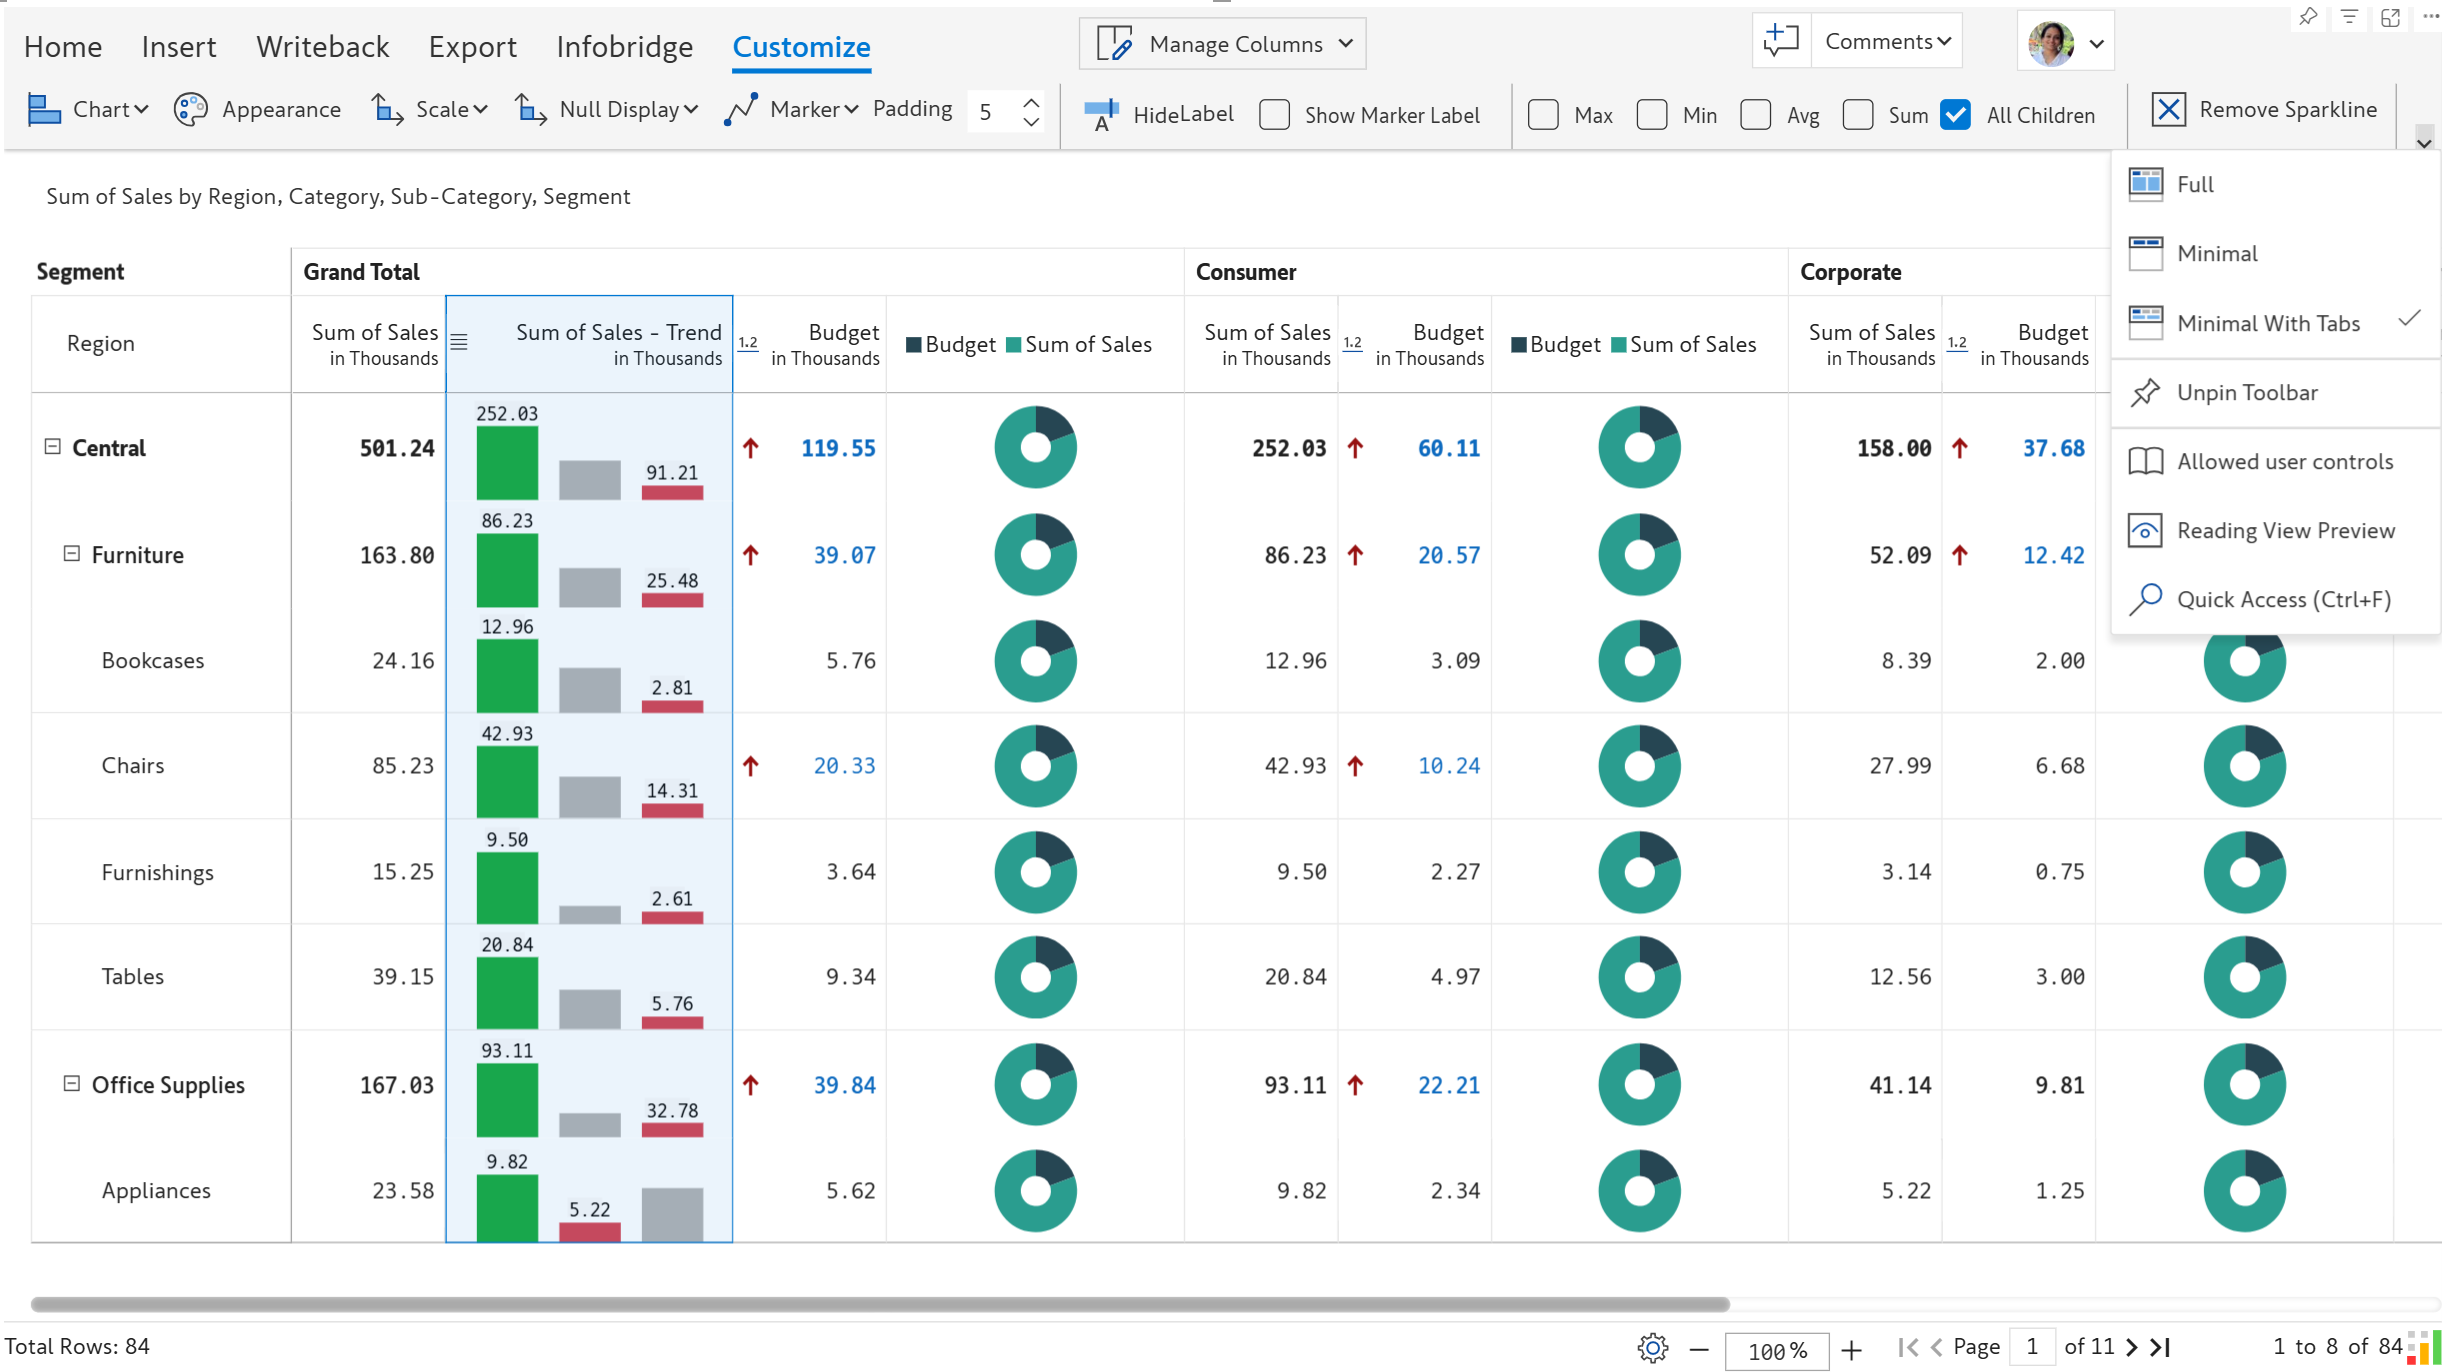 Home Insert Writeback Export Infobridge Customize Manage Columns Comments
Chart Appearance Scale Null Display Marker Padding 5 A HideLabel Show Marker Label Max Min Avg Sum All Children Remove Sparkline
Full
Minimal
Minimal With Tabs
Unpin Toolbar
Allowed user controls
Reading View Preview
Quick Access (Ctrl+F)
Sum of Sales by Region, Category, Sub-Category, Segment
Segment Grand Total Consumer Corporate
Region Sum of Sales Sum of Sales - Trend 1.2 Budget Budget Sum of Sales Sum of Sales 1.2 Budget Budget Sum of Sales Sum of Sales 1.2 Budget
in Thousands in Thousands in Thousands in Thousands in Thousands in Thousands in Thousands
252.03
Central 501.24 91.21 119.55 252.03 60.11 158.00 37.68
86.23
Furniture 163.80 25.48 39.07 86.23 20.57 52.09 12.42
12.96
Bookcases 24.16 2.81 5.76 12.96 3.09 8.39 2.00
42.93
Chairs 85.23 14.31 20.33 42.93 10.24 27.99 6.68
9.50
Furnishings 15.25 2.61 3.64 9.50 2.27 3.14 0.75
20.84
Tables 39.15 5.76 9.34 20.84 4.97 12.56 3.00
93.11
Office Supplies 167.03 32.78 39.84 93.11 22.21 41.14 9.81
9.82
Appliances 23.58 5.22 5.62 9.82 2.34 5.22 1.25
Total Rows: 84 100% Page 1 of 11 1 to 8 of 84